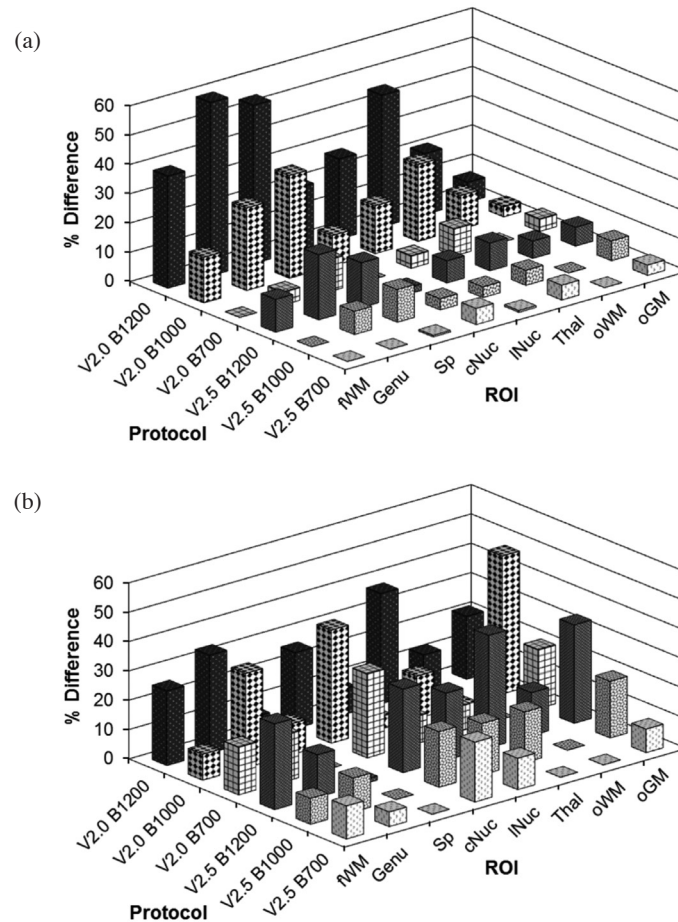 (a)
60
50
40
30
20
10
0
% Difference
V2.0 B1200
V2.0 B1000
V2.0 B700
V2.5 B1200
V2.5 B1000
V2.5 B700
Protocol
fWM
Genu
Sp
cNuc
lNuc
Thal
oWM
oGM
ROI
(b)
60
50
40
30
20
10
0
% Difference
V2.0 B1200
V2.0 B1000
V2.0 B700
V2.5 B1200
V2.5 B1000
V2.5 B700
Protocol
fWM
Genu
Sp
cNuc
lNuc
Thal
oWM
oGM
ROI